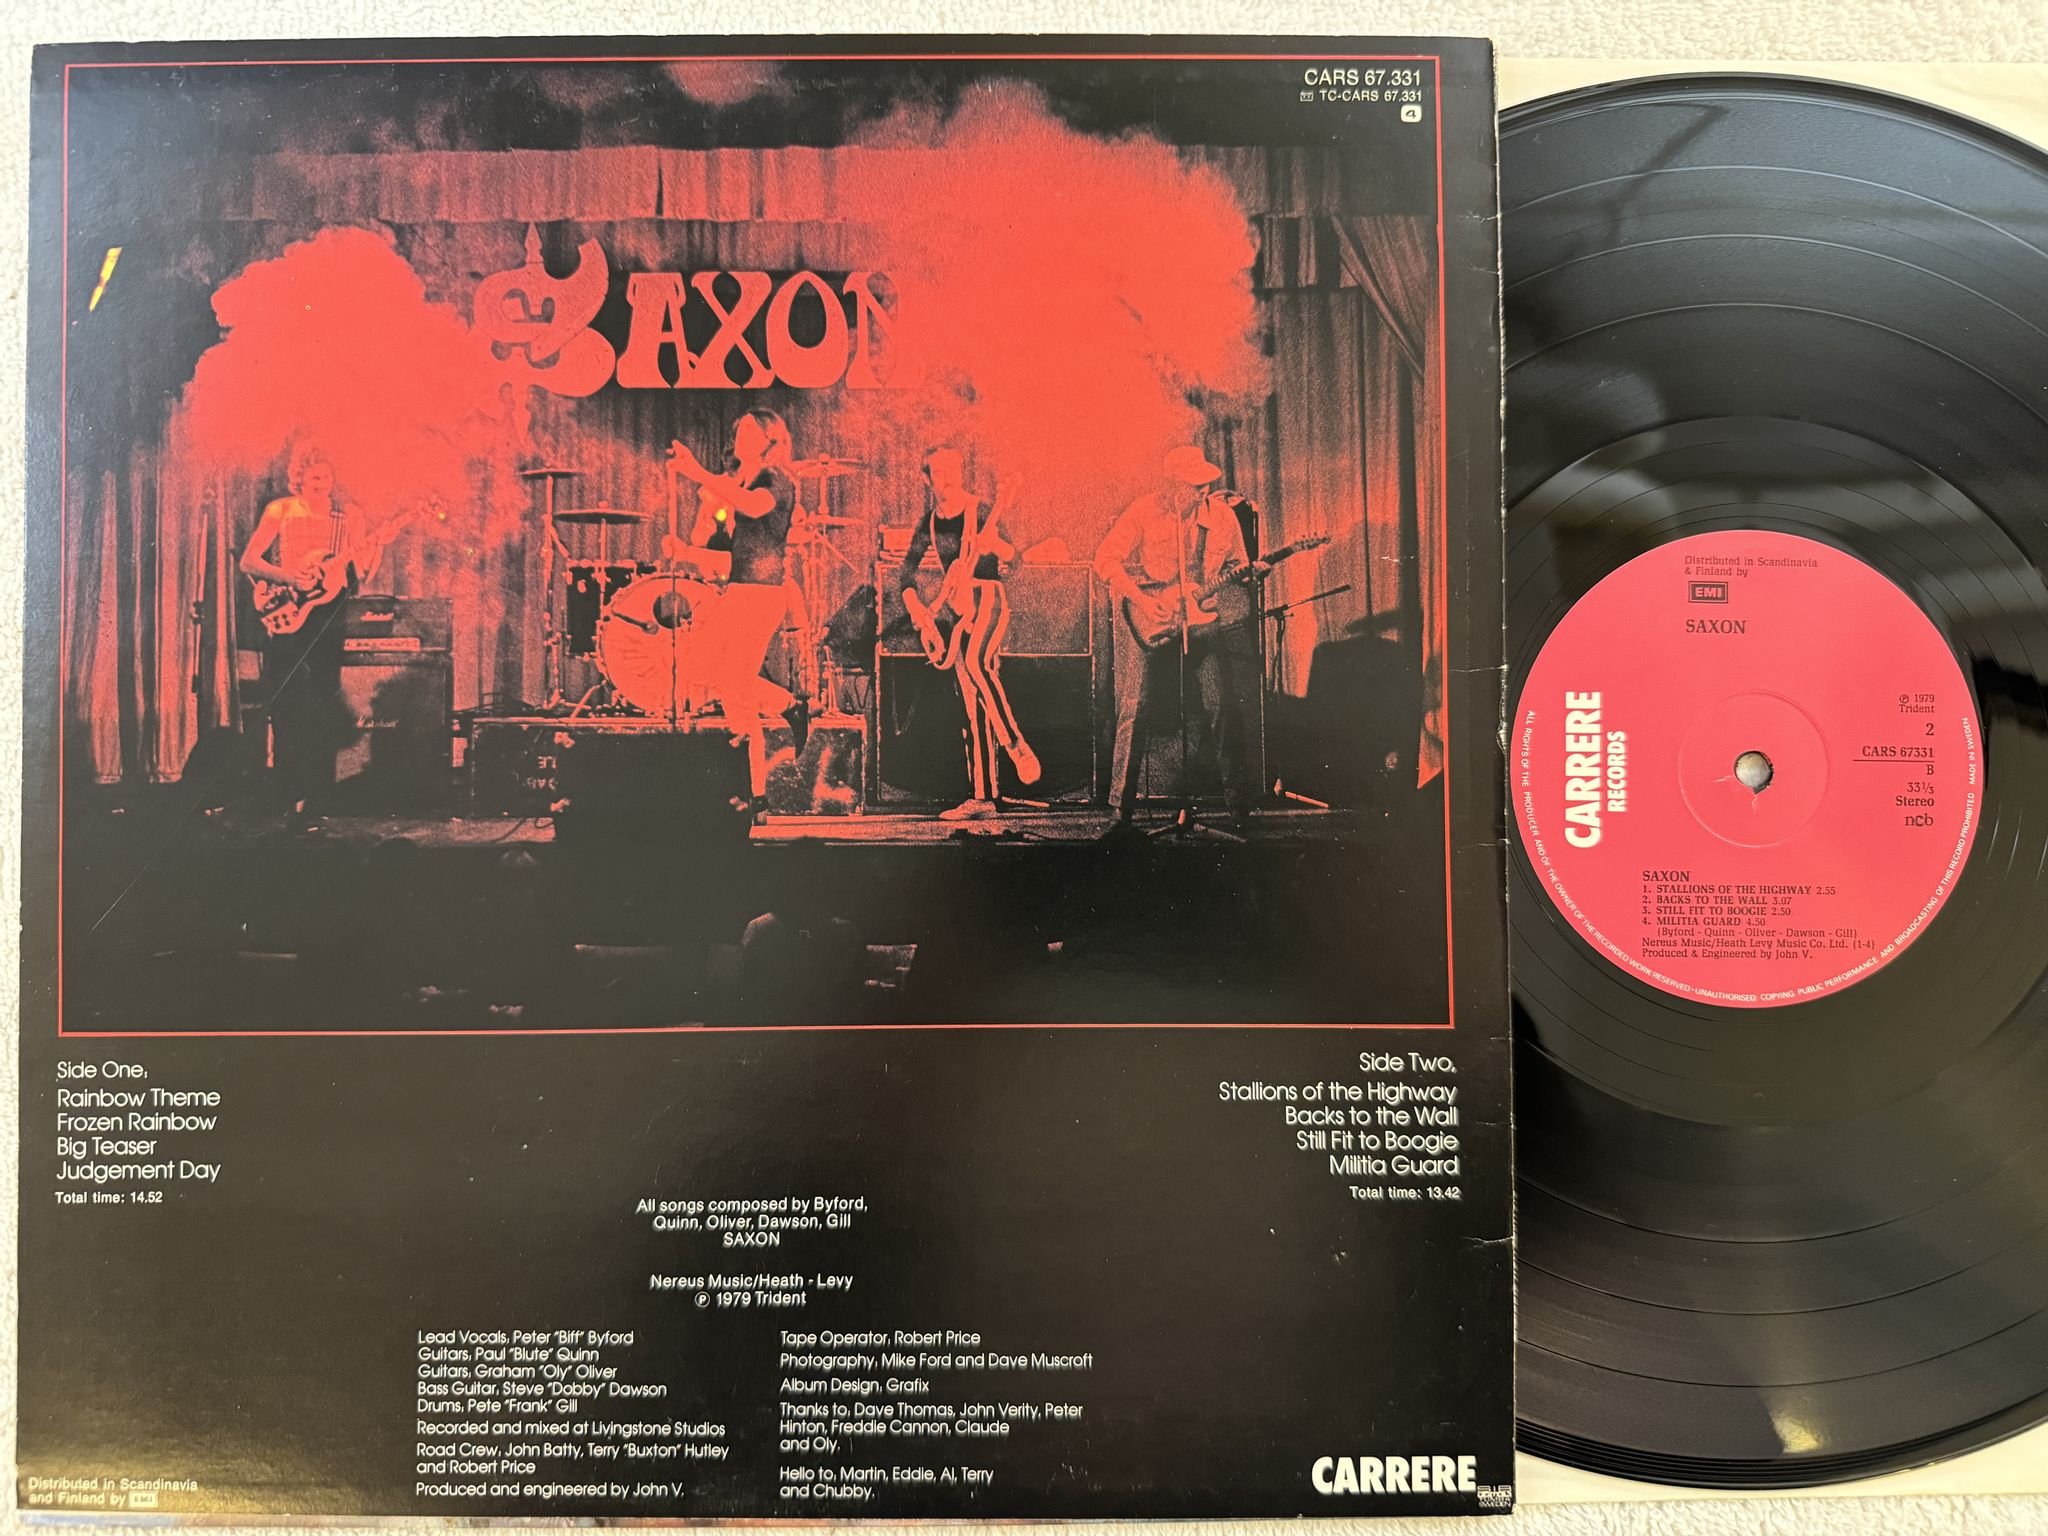 CARS 67.331
TC-CARS 67.331
4
SAXON
Marshall
Side One,
Rainbow Theme
Frozen Rainbow
Big Teaser
Judgement Day
Total time: 14.52
Side Two.
Stallions of the Highway
Backs to the Wall
Still Fit to Boogie
Militia Guard
Total time: 13.42
All songs composed by Byford,
Quinn, Oliver, Dawson, Gill
SAXON
Nereus Music/Heath - Levy
℗ 1979 Trident
Lead Vocals, Peter "Biff" Byford
Guitars, Paul "Blute" Quinn
Guitars, Graham "Oly" Oliver
Bass Guitar, Steve "Dobby" Dawson
Drums, Pete "Frank" Gill
Recorded and mixed at Livingstone Studios
Road Crew, John Batty, Terry "Buxton" Hutley
and Robert Price
Produced and engineered by John V.
Tape Operator, Robert Price
Photography, Mike Ford and Dave Muscroft
Album Design, Grafix
Thanks to, Dave Thomas, John Verity, Peter
Hinton, Freddie Cannon, Claude
and Oly.
Hello to, Martin, Eddie, Al, Terry
and Chubby.
Distributed in Scandinavia
and Finland by EMI
CARRERE
SWEDEN
Distributed in Scandinavia
& Finland by
EMI
SAXON
CARRERE
RECORDS
℗ 1979
Trident
2
CARS 67331
B
33 1/3
Stereo
ncb
SAXON
1. STALLIONS OF THE HIGHWAY 2.55
2. BACKS TO THE WALL 3.07
3. STILL FIT TO BOOGIE 2.50
4. MILITIA GUARD 4.50
(Byford - Quinn - Oliver - Dawson - Gill)
Nereus Music/Heath Levy Music Co. Ltd. (1-4)
Produced & Engineered by John V.
ALL RIGHTS OF THE PRODUCER AND OF THE OWNER OF THE RECORDED WORK RESERVED - UNAUTHORISED COPYING PUBLIC PERFORMANCE AND BROADCASTING OF THIS RECORD PROHIBITED MADE IN SWEDEN